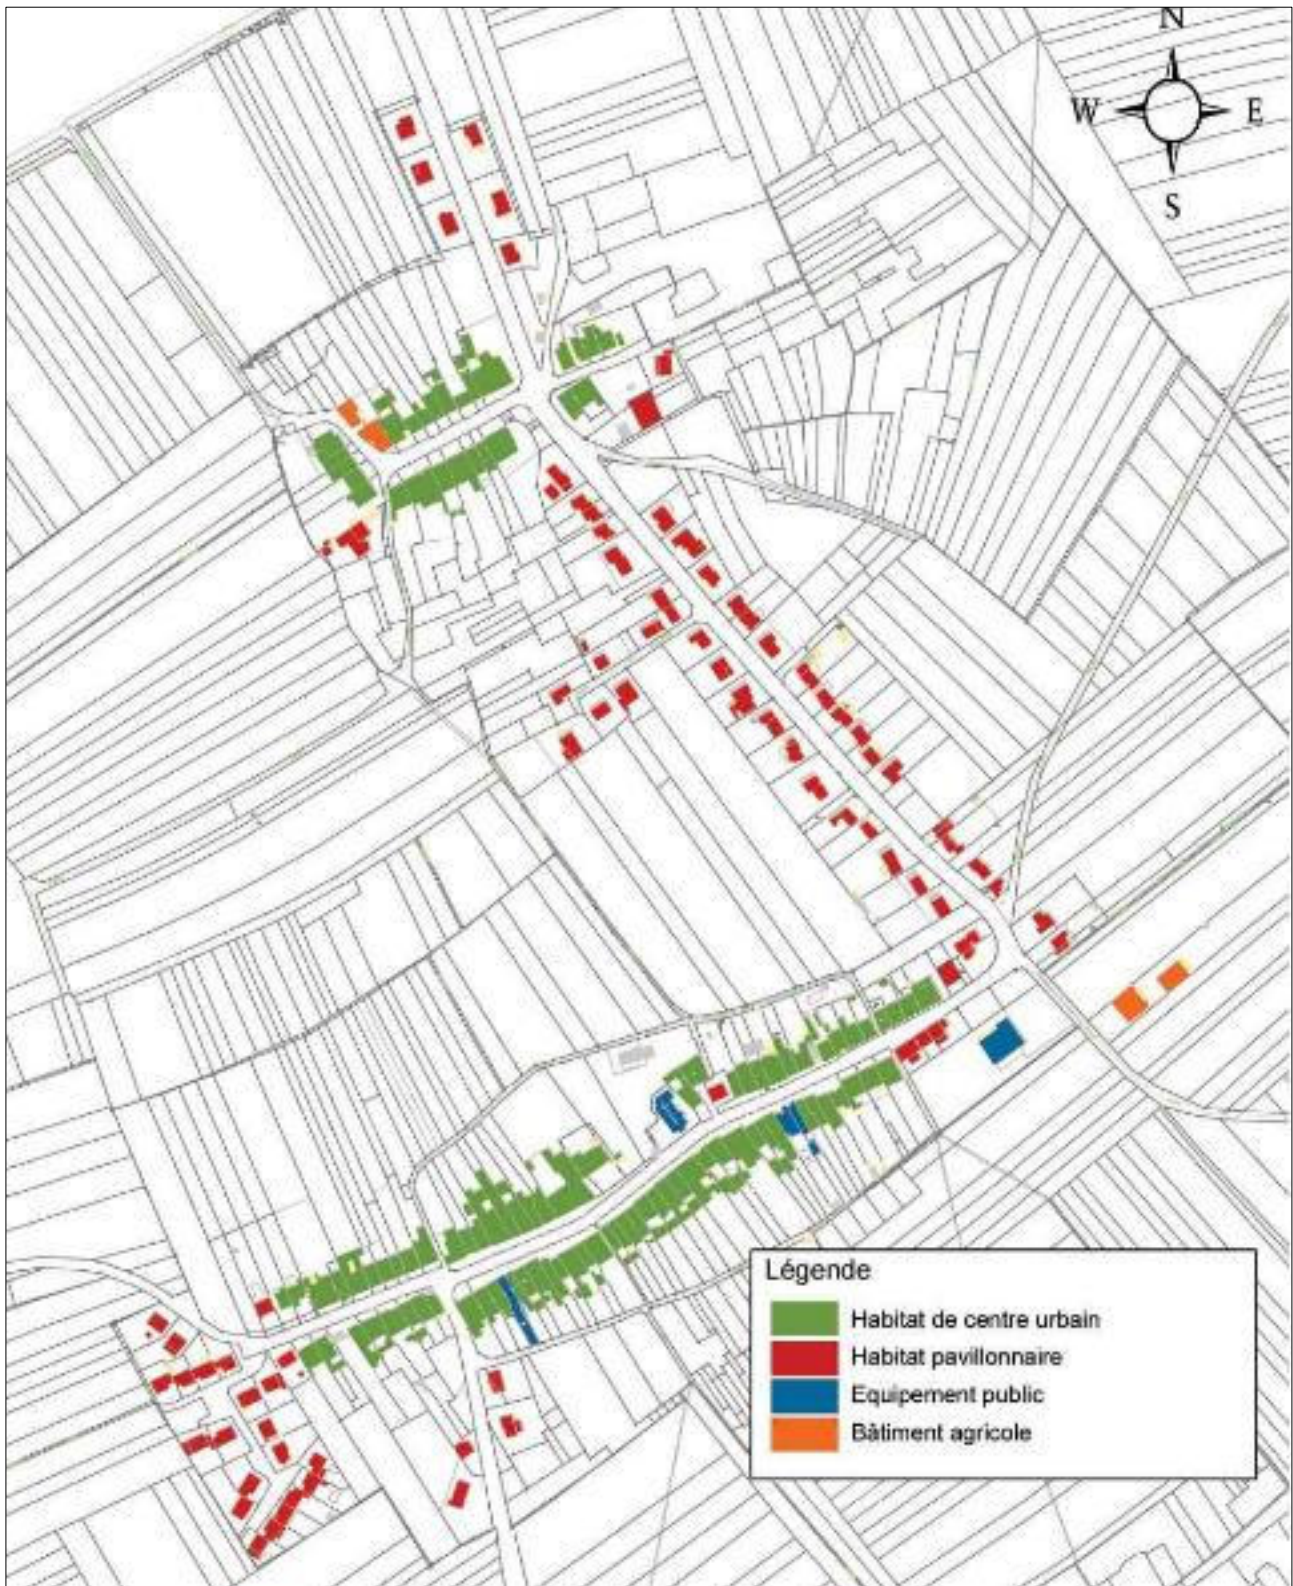 N
W E
S
Légende
Habitat de centre urbain
Habitat pavillonnaire
Equipement public
Bâtiment agricole